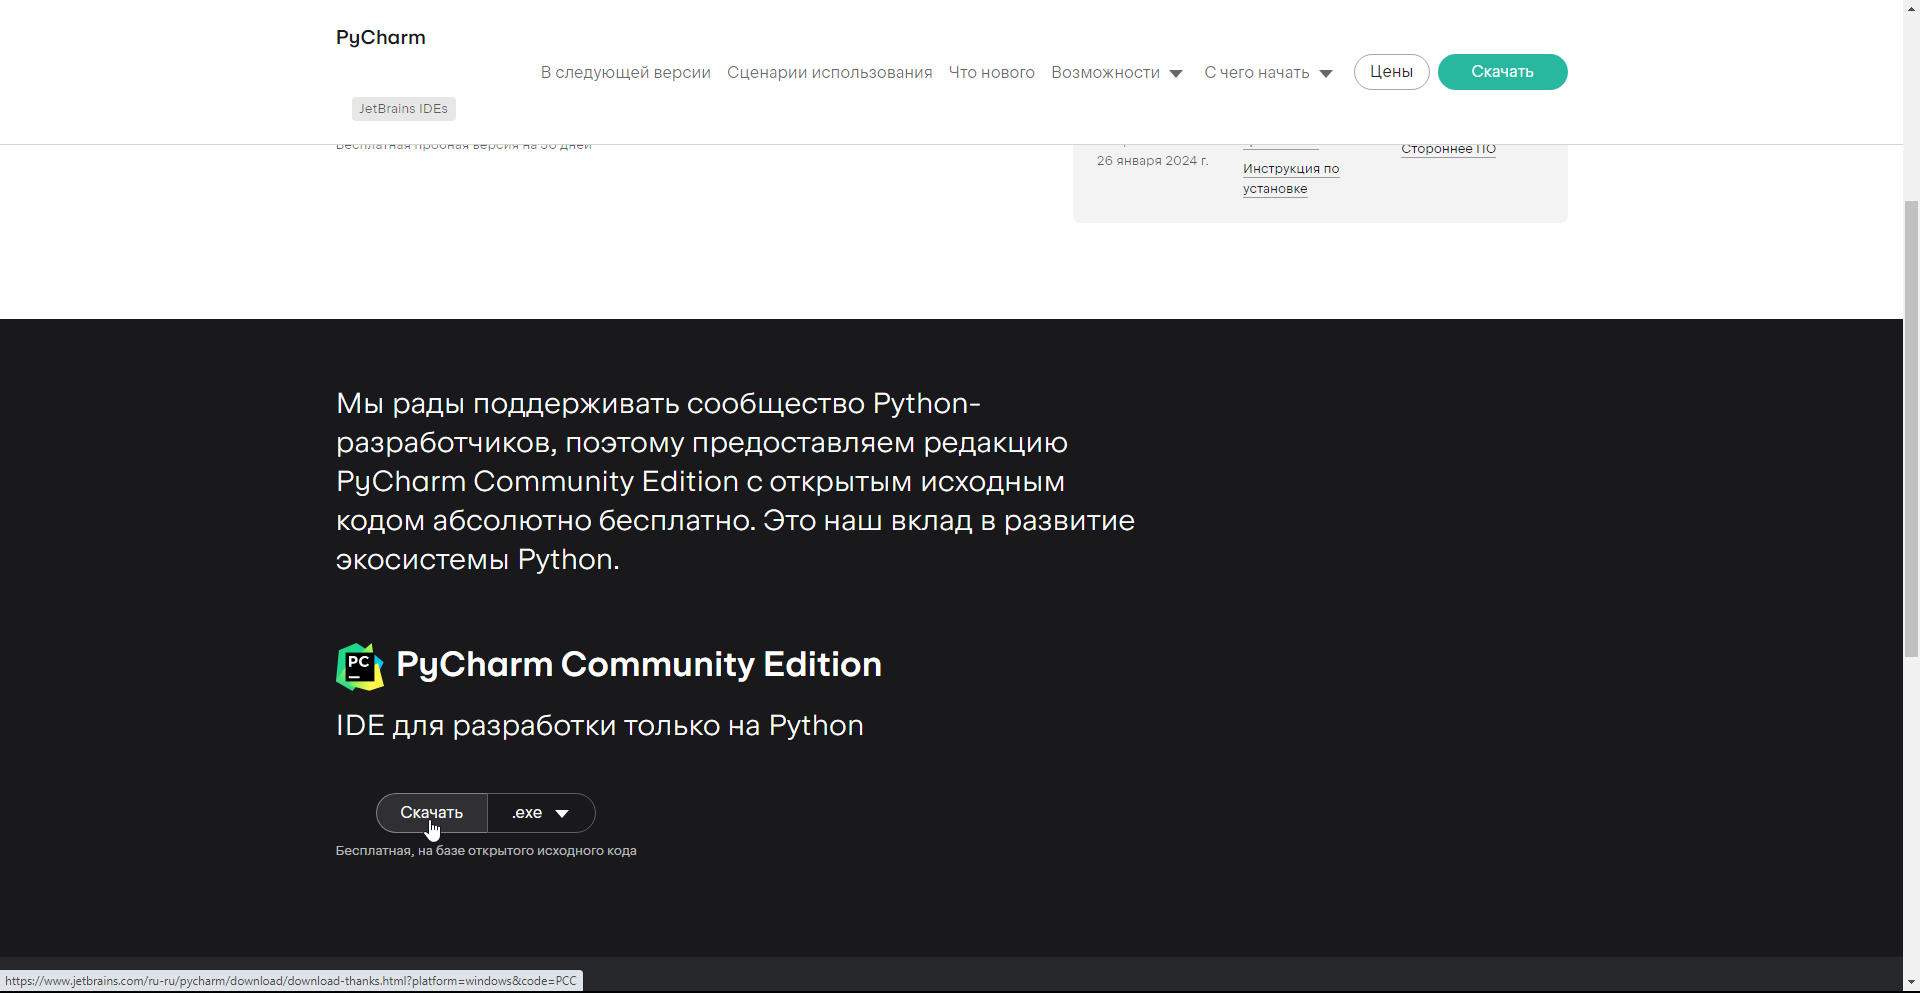 PyCharm
В следующей версии Сценарии использования Что нового Возможности С чего начать Цены Скачать
JetBrains IDEs
Бесплатная пробная версия на 30 дней
Стороннее ПО
26 января 2024 г.
Инструкция по
установке
Мы рады поддерживать сообщество Python-
разработчиков, поэтому предоставляем редакцию
PyCharm Community Edition с открытым исходным
кодом абсолютно бесплатно. Это наш вклад в развитие
экосистемы Python.
PC
PyCharm Community Edition
IDE для разработки только на Python
Скачать .exe
Бесплатная, на базе открытого исходного кода
https://www.jetbrains.com/ru-ru/pycharm/download/download-thanks.html?platform=windows&code=PCC